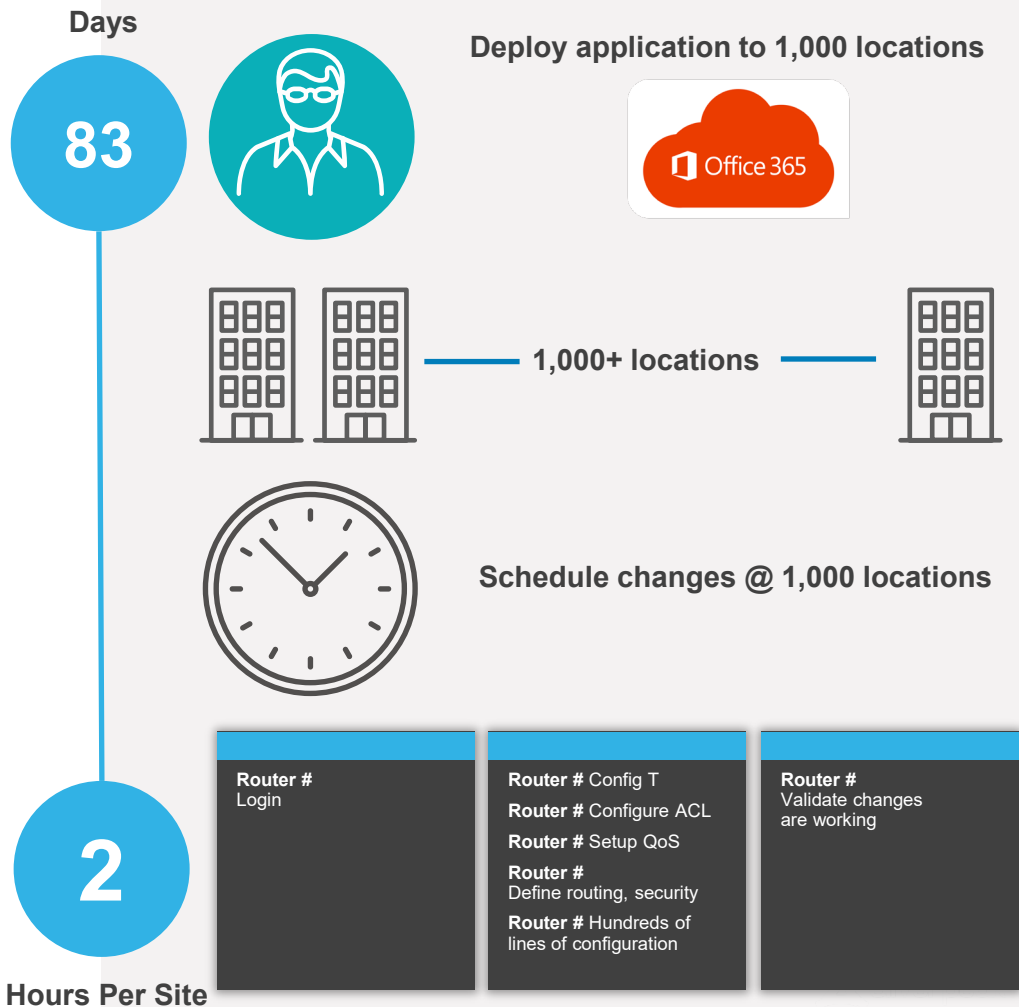 Days
83
Deploy application to 1,000 locations
Office 365
1,000+ locations
Schedule changes @ 1,000 locations
2
Hours Per Site
Router #
Login
Router # Config T
Router # Configure ACL
Router # Setup QoS
Router #
Define routing, security
Router # Hundreds of
lines of configuration
Router #
Validate changes
are working